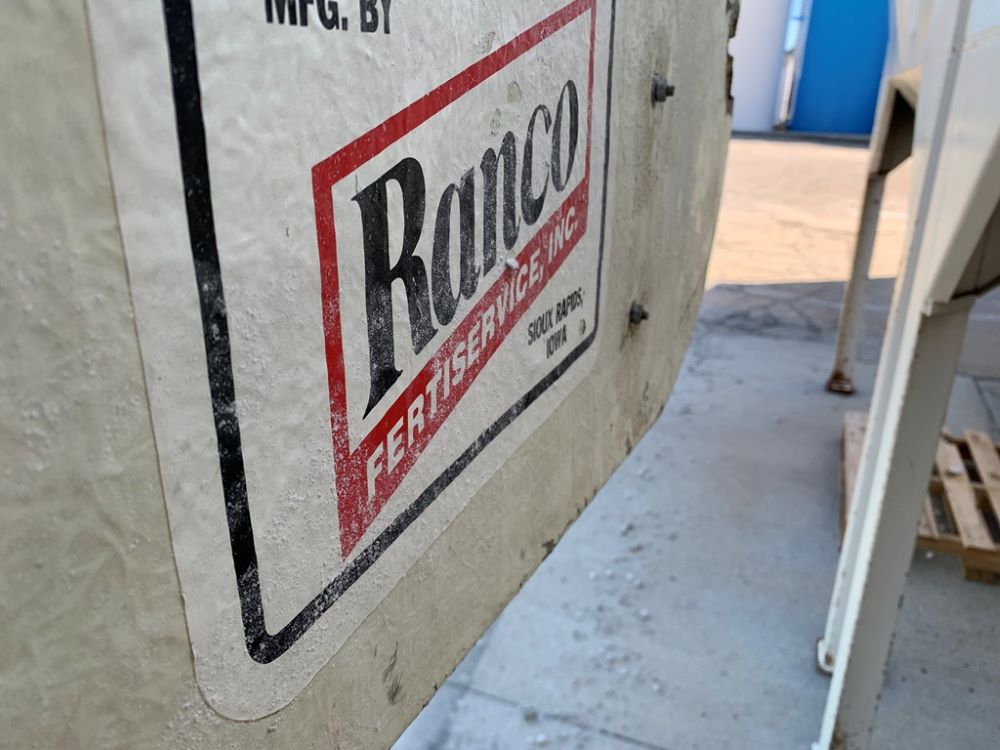 MFG. BY
Ranco
FERTISERVICE, INC.
SIOUX RAPIDS,
IOWA